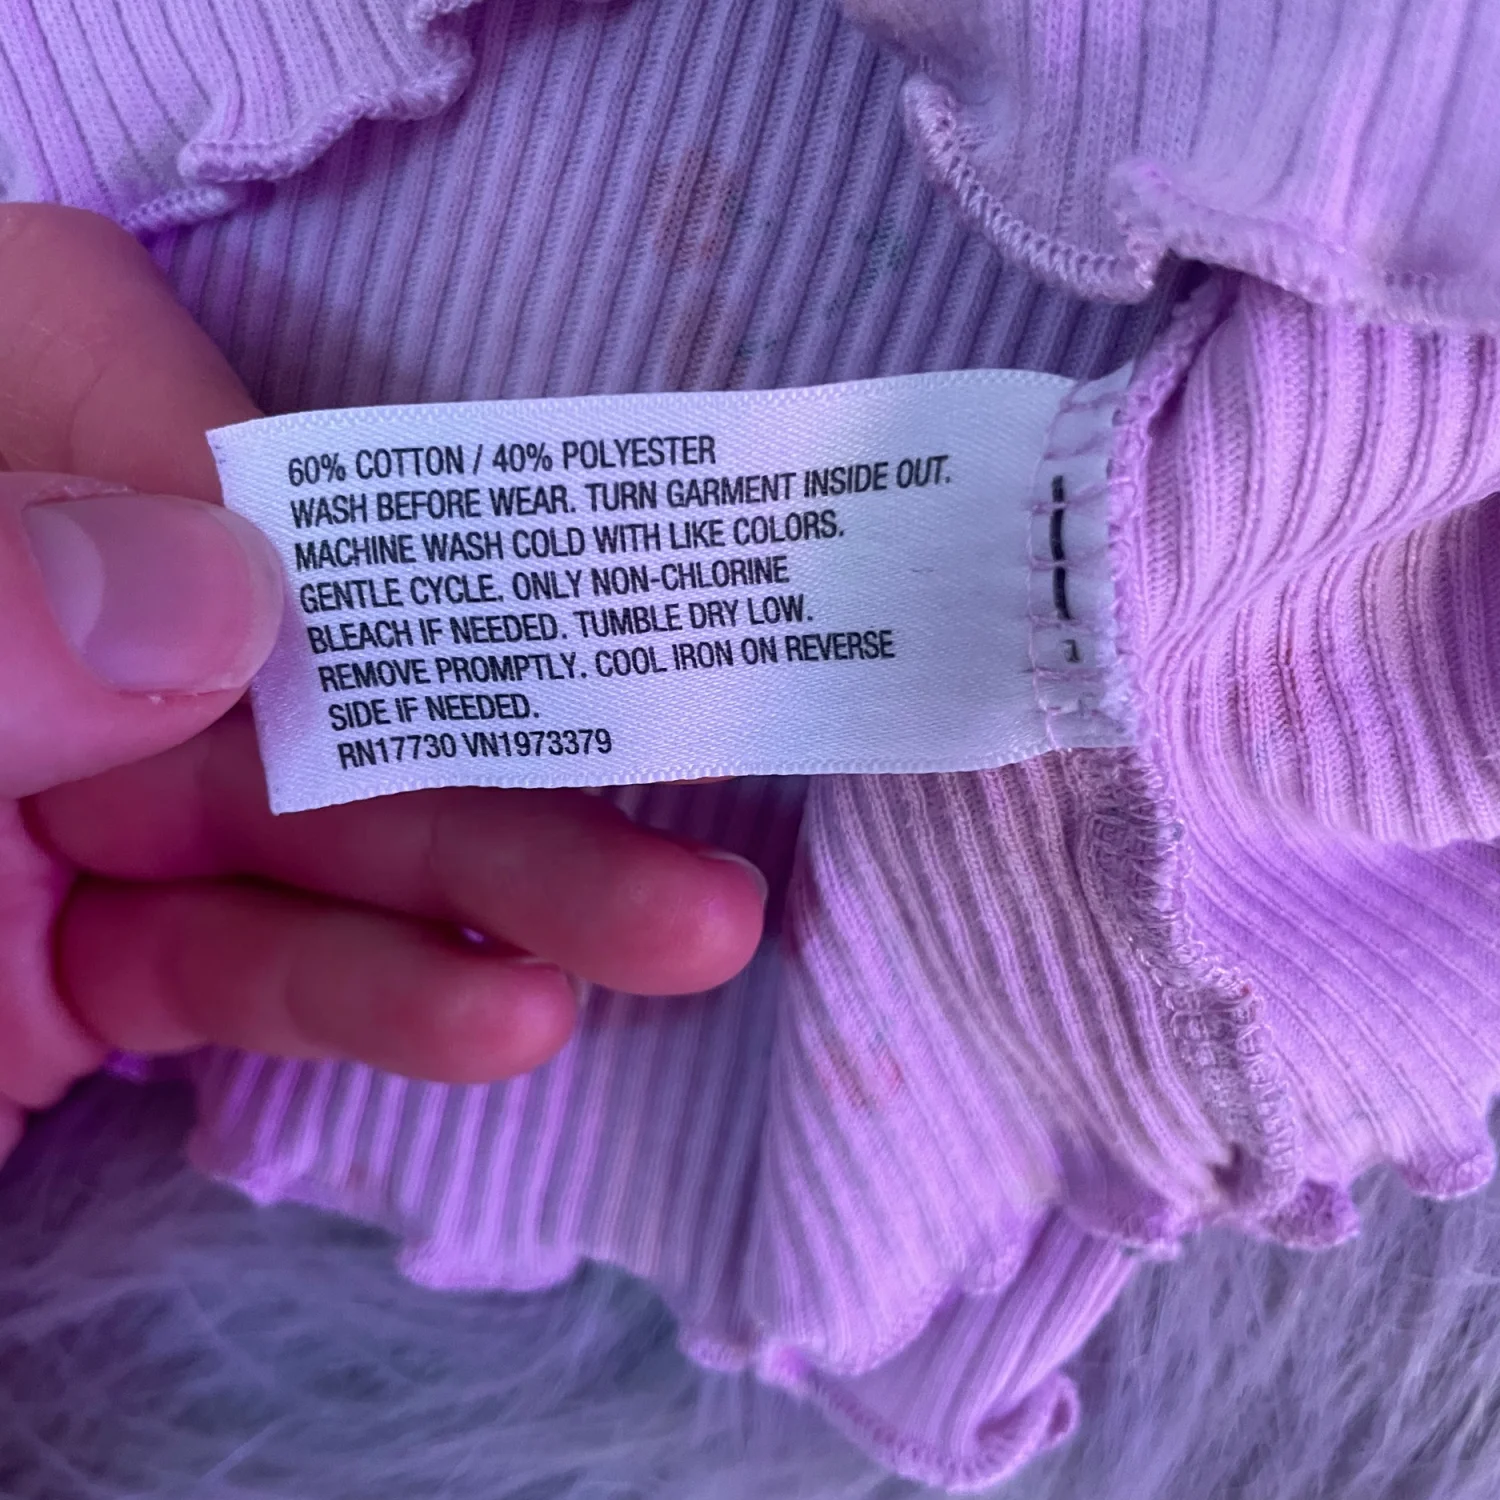 60% COTTON / 40% POLYESTER
WASH BEFORE WEAR. TURN GARMENT INSIDE OUT.
MACHINE WASH COLD WITH LIKE COLORS.
GENTLE CYCLE. ONLY NON-CHLORINE
BLEACH IF NEEDED. TUMBLE DRY LOW.
REMOVE PROMPTLY. COOL IRON ON REVERSE
SIDE IF NEEDED.
RN17730 VN1973379